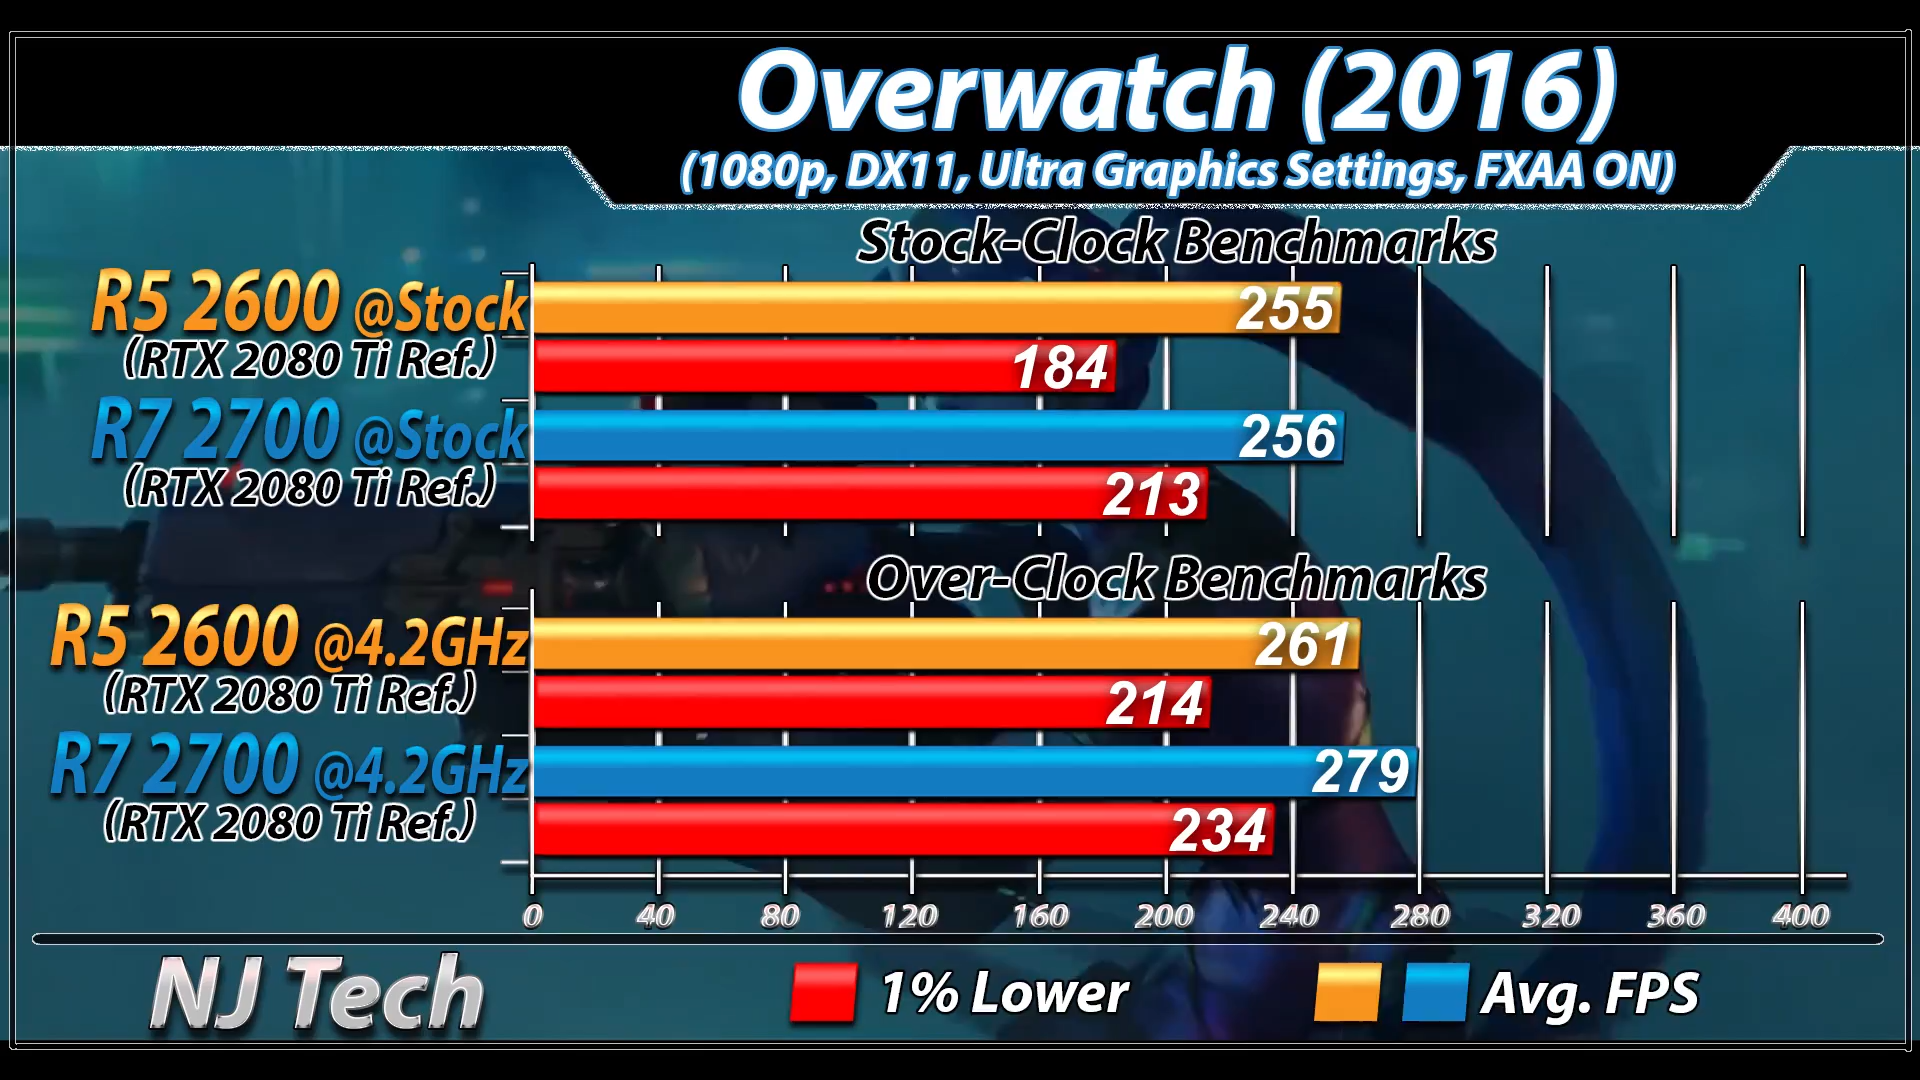 Overwatch (2016)
(1080p, DX11, Ultra Graphics Settings, FXAA ON)
Stock-Clock Benchmarks
R5 2600 @Stock
(RTX 2080 Ti Ref.)
255
184
R7 2700 @Stock
(RTX 2080 Ti Ref.)
256
213
Over-Clock Benchmarks
R5 2600 @4.2GHz
(RTX 2080 Ti Ref.)
261
214
R7 2700 @4.2GHz
(RTX 2080 Ti Ref.)
279
234
0 40 80 120 160 200 240 280 320 360 400
NJ Tech
1% Lower
Avg. FPS